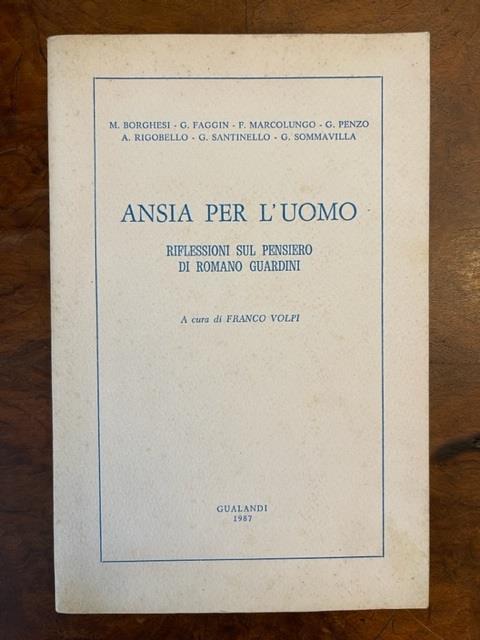 M. BORGHESI - G. FAGGIN - F. MARCOLUNGO - G. PENZO
A. RIGOBELLO - G. SANTINELLO - G. SOMMAVILLA
ANSIA PER L'UOMO
RIFLESSIONI SUL PENSIERO
DI ROMANO GUARDINI
A cura di FRANCO VOLPI
GUALANDI
1987